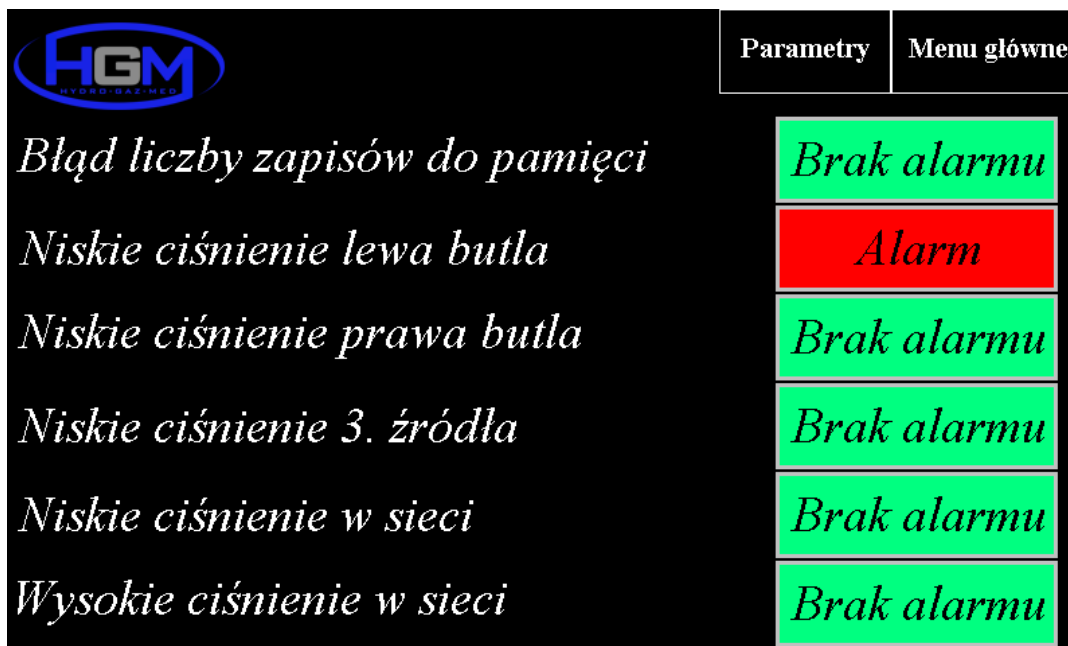 HGM
HYDRO-GAZ-MED
Parametry
Menu główne
Błąd liczby zapisów do pamięci
Brak alarmu
Niskie ciśnienie lewa butla
Alarm
Niskie ciśnienie prawa butla
Brak alarmu
Niskie ciśnienie 3. źródła
Brak alarmu
Niskie ciśnienie w sieci
Brak alarmu
Wysokie ciśnienie w sieci
Brak alarmu